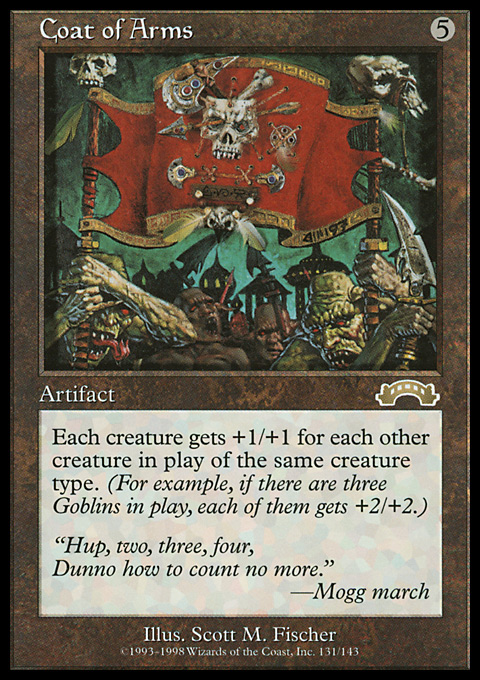 Coat of Arms
5
Artifact
Each creature gets +1/+1 for each other
creature in play of the same creature
type. (For example, if there are three
Goblins in play, each of them gets +2/+2.)
“Hup, two, three, four,
Dunno how to count no more.”
—Mogg march
Illus. Scott M. Fischer
©1993–1998 Wizards of the Coast, Inc. 131/143